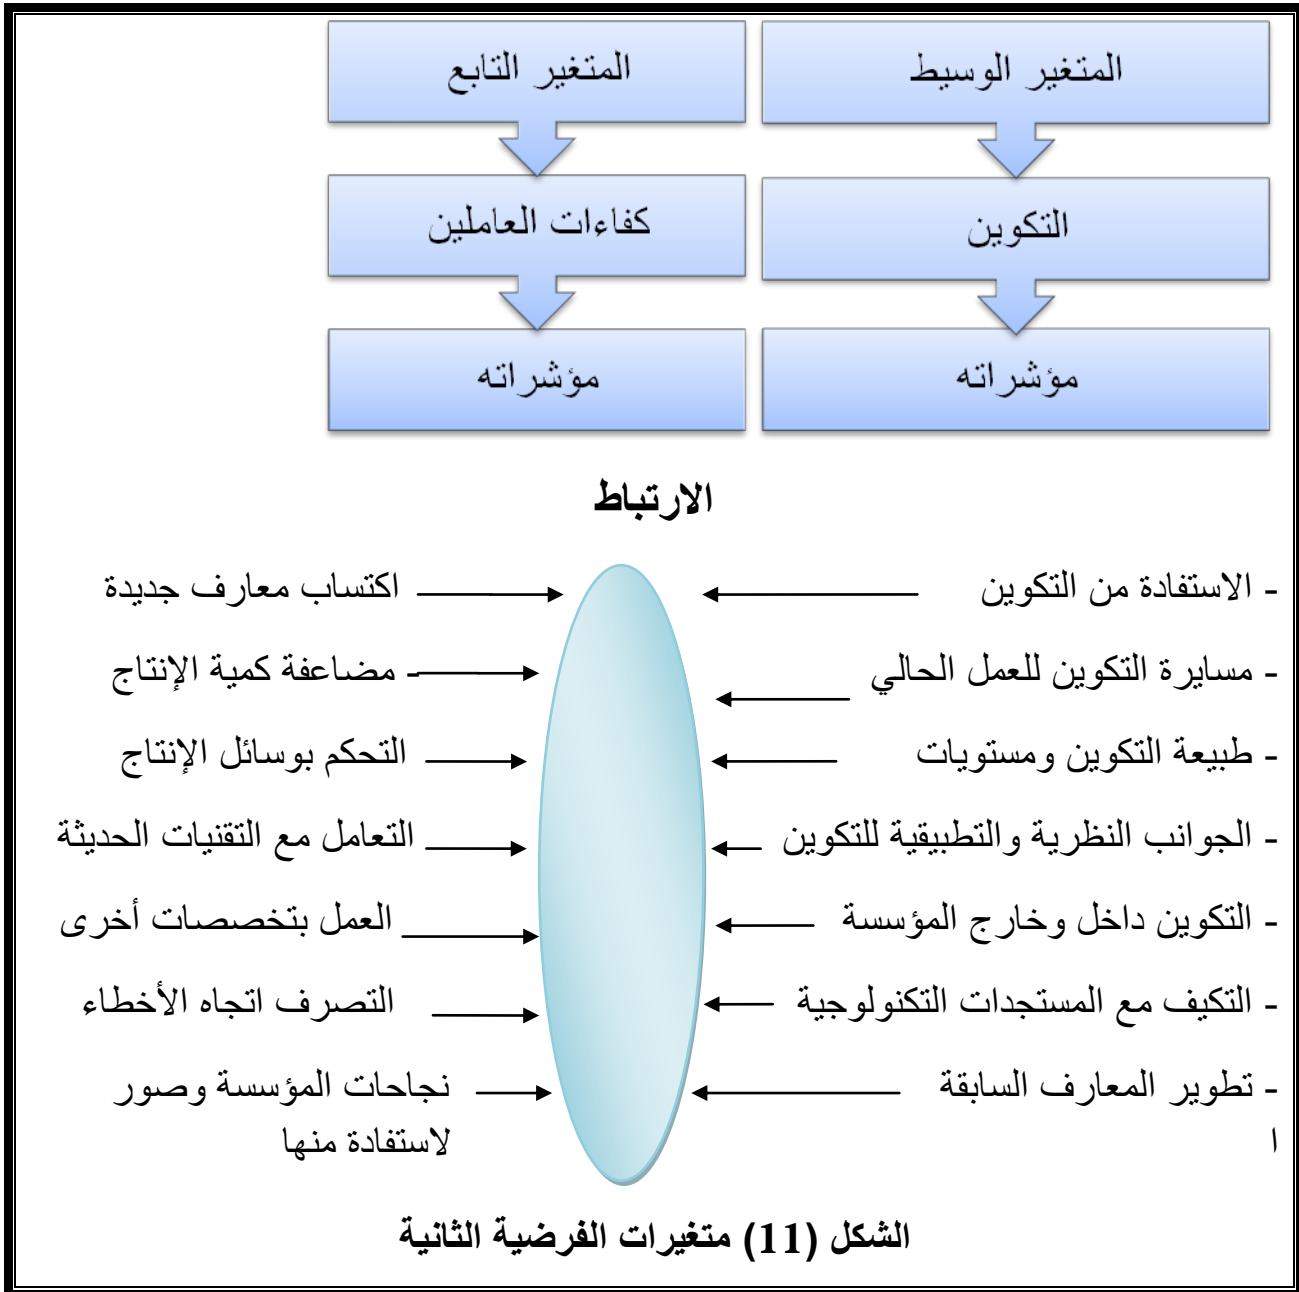 المتغير الوسيط
المتغير التابع
التكوين
كفاءات العاملين
مؤشراته
مؤشراته
الارتباط
- الاستفادة من التكوين
اكتساب معارف جديدة
- مسايرة التكوين للعمل الحالي
- مضاعفة كمية الإنتاج
- طبيعة التكوين ومستويات
التحكم بوسائل الإنتاج
- الجوانب النظرية والتطبيقية للتكوين
التعامل مع التقنيات الحديثة
- التكوين داخل وخارج المؤسسة
العمل بتخصصات أخرى
- التكيف مع المستجدات التكنولوجية
التصرف اتجاه الأخطاء
- تطوير المعارف السابقة
نجاحات المؤسسة وصور
ا
لاستفادة منها
الشكل (11) متغيرات الفرضية الثانية